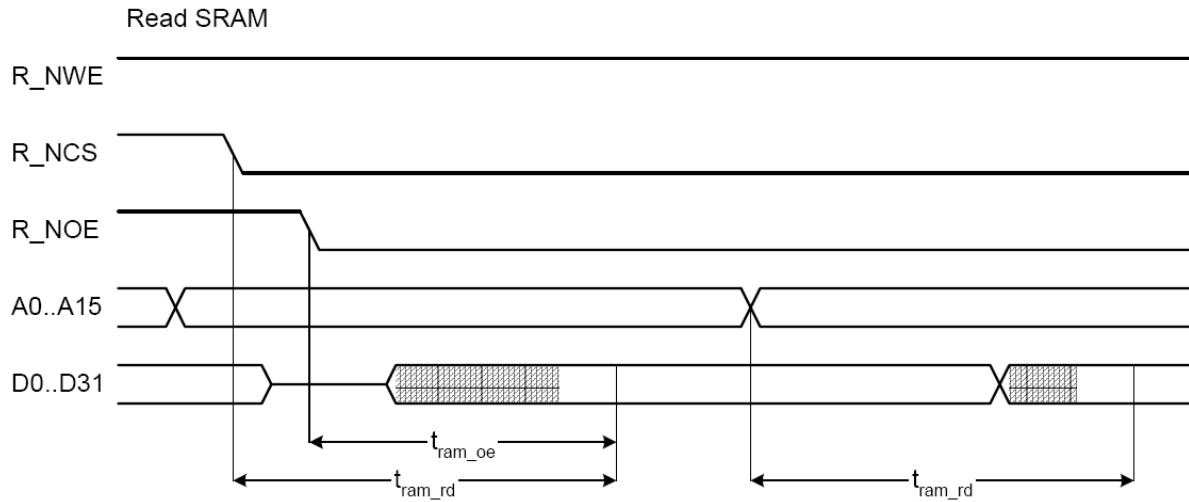 Read SRAM
R_NWE
R_NCS
R_NOE
A0..A15
D0..D31
t_ram_oe
t_ram_rd t_ram_rd